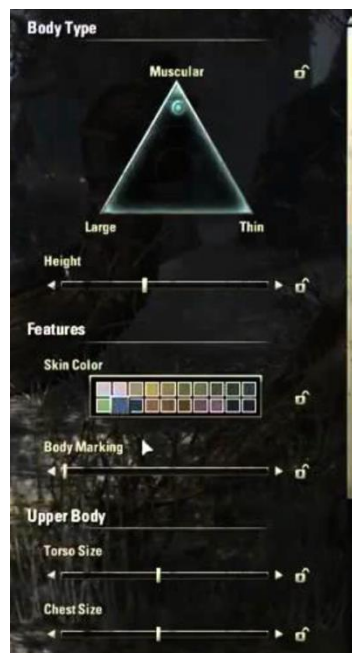 Body Type
Muscular
Large Thin
Height
Features
Skin Color
Body Marking
Upper Body
Torso Size
Chest Size